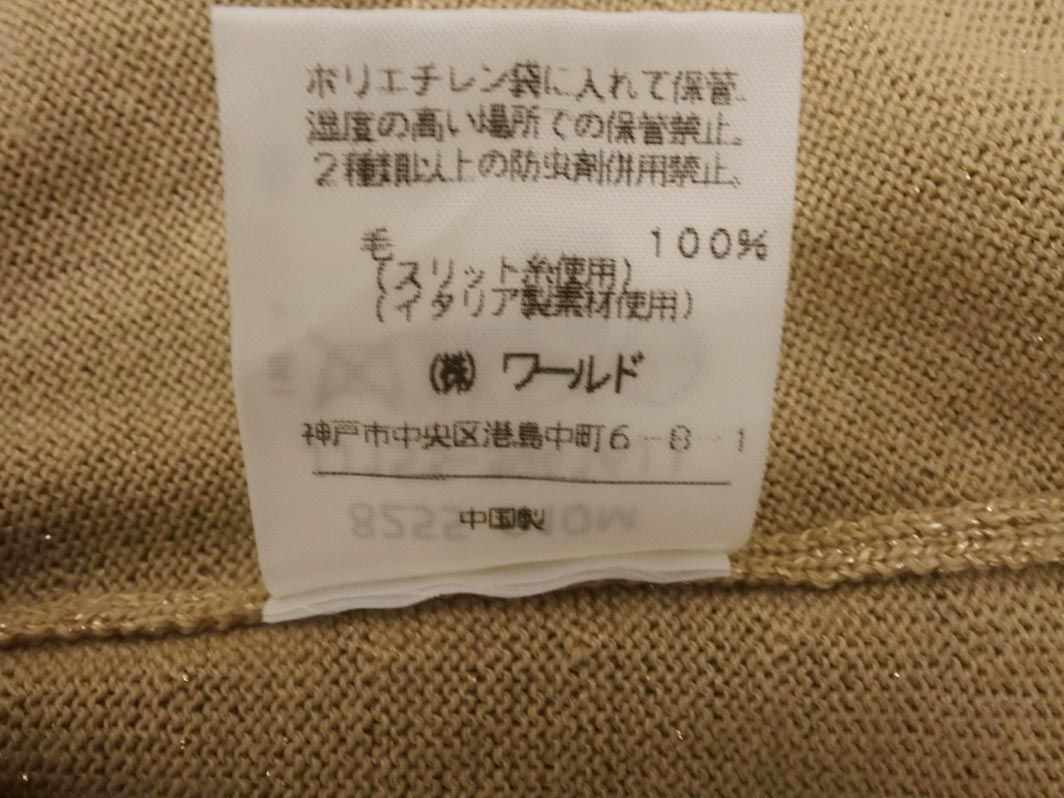 ポリエチレン袋に入れて保管、
湿度の高い場所での保管禁止。
2種類以上の防虫剤併用禁止。
毛 100%
(スリット糸使用)
(イタリア製素材使用)
(株) ワールド
神戸市中央区港島中町6-8-1
中国製